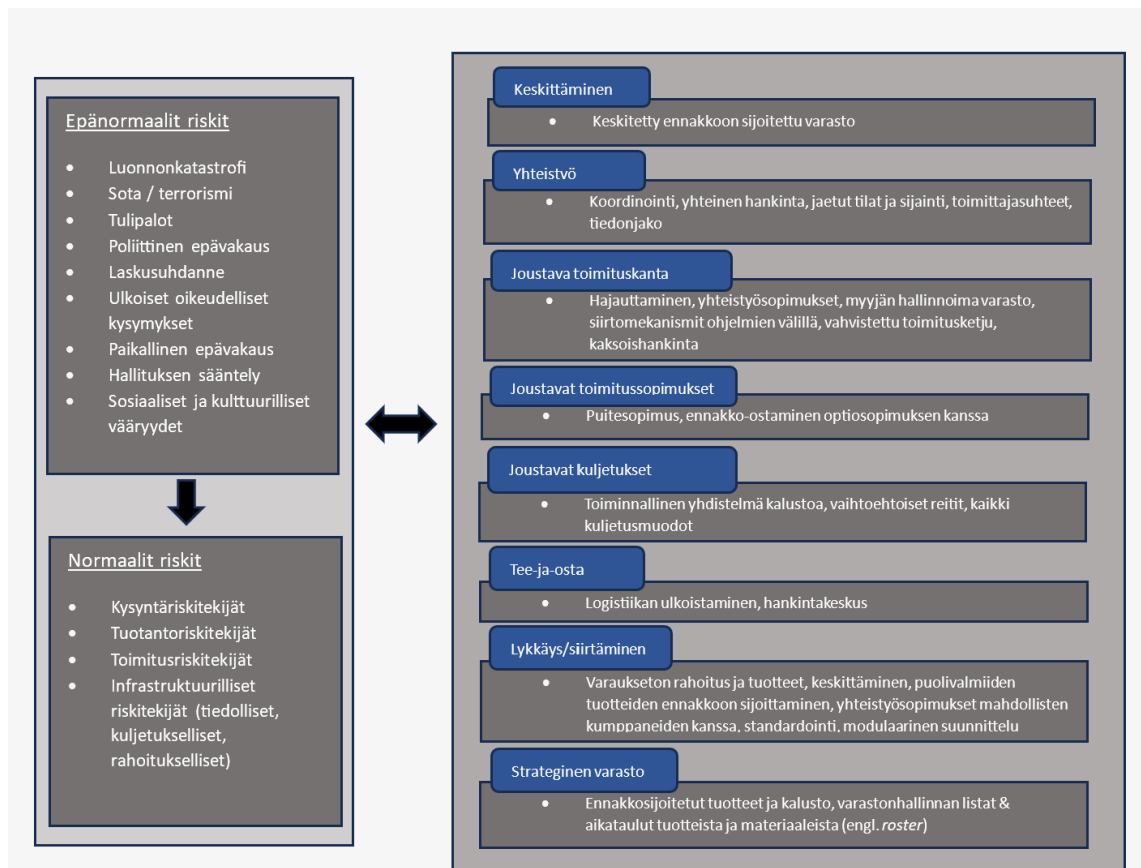 Epänormaalit riskit
• Luonnonkatastrofi
• Sota / terrorismi
• Tulipalot
• Poliittinen epävakaus
• Laskusuhdanne
• Ulkoiset oikeudelliset
kysymykset
• Paikallinen epävakaus
• Hallituksen sääntely
• Sosiaaliset ja kulttuurilliset
vääryydet
Normaalit riskit
• Kysyntäriskitekijät
• Tuotantoriskitekijät
• Toimitusriskitekijät
• Infrastruktuurilliset
riskitekijät (tiedolliset,
kuljetukselliset,
rahoitukselliset)
Keskittäminen
• Keskitetty ennakkoon sijoitettu varasto
Yhteistyö
• Koordinointi, yhteinen hankinta, jaetut tilat ja sijainti, toimittajasuhteet,
tiedonjako
Joustava toimituskanta
• Hajauttaminen, yhteistyösopimukset, myyjän hallinnoima varasto,
siirtomekanismit ohjelmien välillä, vahvistettu toimitusketju,
kaksoishankinta
Joustavat toimitussopimukset
• Puitesopimus, ennakko-ostaminen optiosopimuksen kanssa
Joustavat kuljetukset
• Toiminnallinen yhdistelmä kalustoa, vaihtoehtoiset reitit, kaikki
kuljetusmuodot
Tee-ja-osta
• Logistiikan ulkoistaminen, hankintakeskus
Lykkäys/siirtäminen
• Varaukseton rahoitus ja tuotteet, keskittäminen, puolivalmiiden
tuotteiden ennakkoon sijoittaminen, yhteistyösopimukset mahdollisten
kumppaneiden kanssa, standardointi, modulaarinen suunnittelu
Strateginen varasto
• Ennakkosijoitetut tuotteet ja kalusto, varastonhallinnan listat &
aikataulut tuotteista ja materiaaleista (engl. roster)